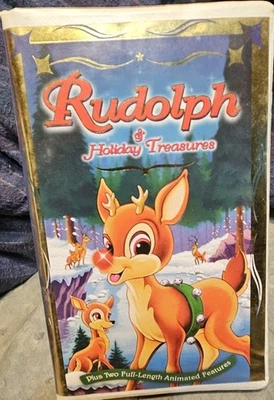 Rudolph
&
Holiday Treasures
Plus Two Full-Length Animated Features